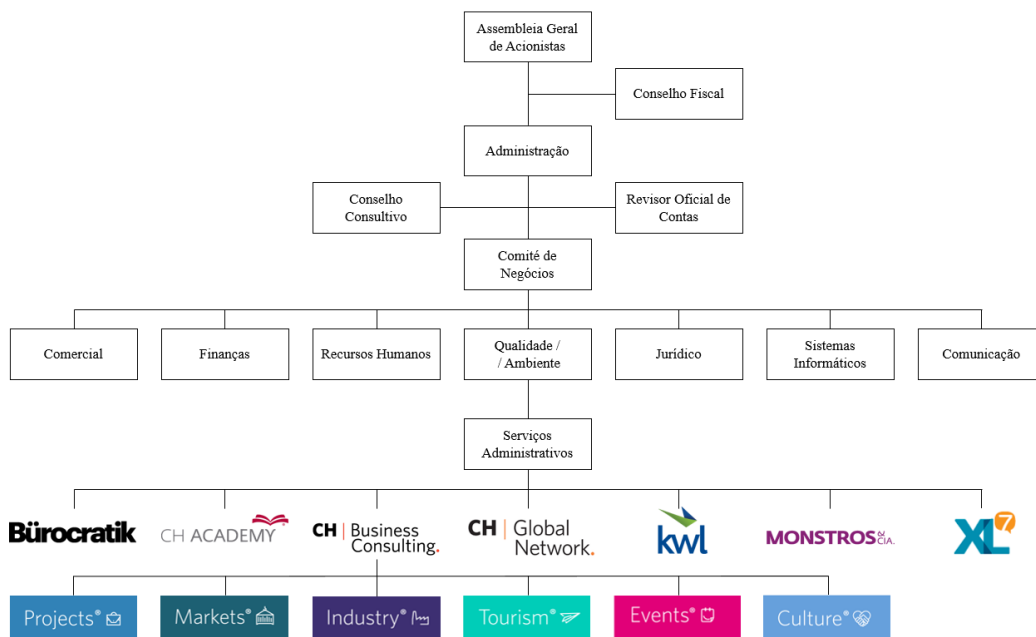 Assembleia Geral
de Acionistas
Conselho Fiscal
Administração
Conselho
Consultivo
Revisor Oficial de
Contas
Comité de
Negócios
Comercial
Finanças
Recursos Humanos
Qualidade /
/ Ambiente
Jurídico
Sistemas
Informáticos
Comunicação
Serviços
Administrativos
Bürocratik
CH ACADEMY
CH | Business
Consulting.
CH | Global
Network.
kwl
MONSTROS & CIA.
XL7
Projects®
Markets®
Industry®
Tourism®
Events®
Culture®